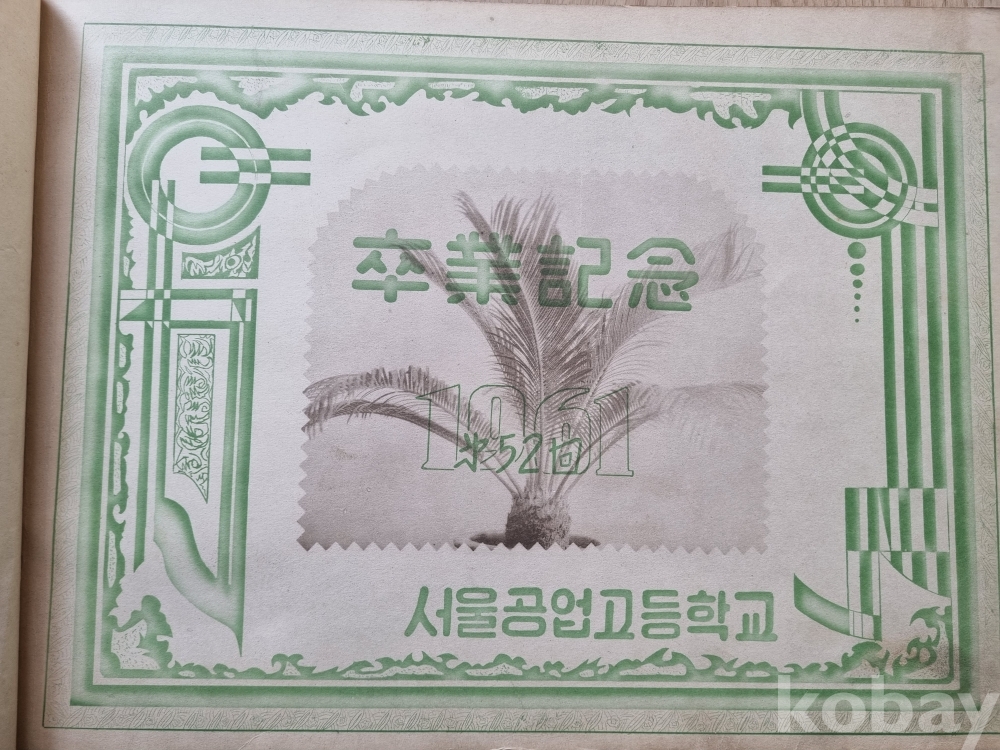 卒業記念
1961
第52回
서울공업고등학교
kobay